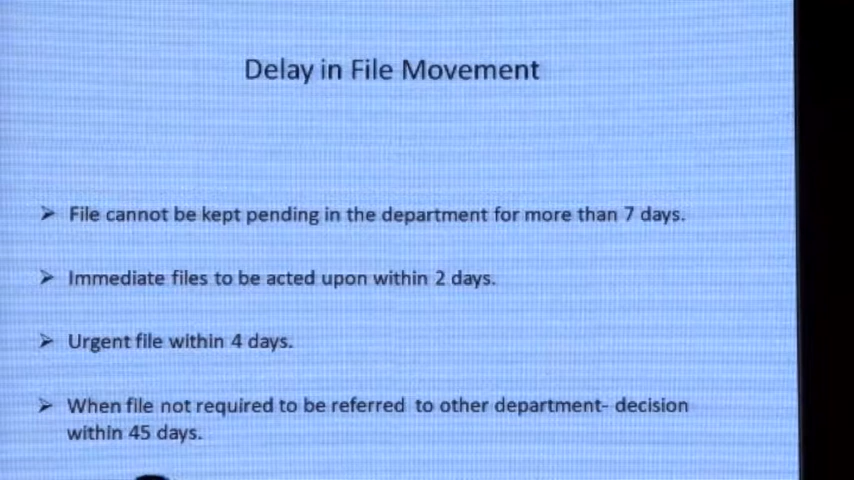 Delay in File Movement
➢ File cannot be kept pending in the department for more than 7 days.
➢ Immediate files to be acted upon within 2 days.
➢ Urgent file within 4 days.
➢ When file not required to be referred to other department- decision
within 45 days.